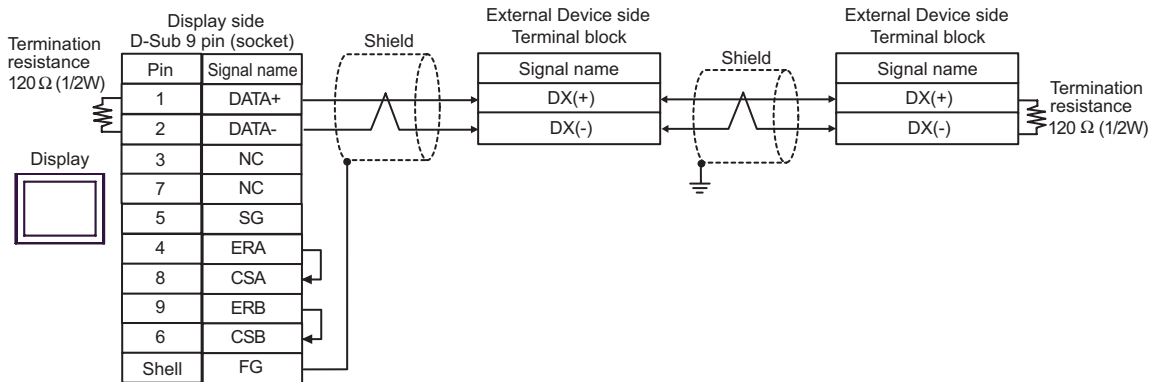 Display side
D-Sub 9 pin (socket)
Termination
resistance
120 Ω (1/2W)
Pin Signal name
1 DATA+
2 DATA-
3 NC
7 NC
5 SG
4 ERA
8 CSA
9 ERB
6 CSB
Shell FG
Display
Shield
External Device side
Terminal block
Signal name
DX(+)
DX(-)
Shield
External Device side
Terminal block
Signal name
DX(+)
DX(-)
Termination
resistance
120 Ω (1/2W)